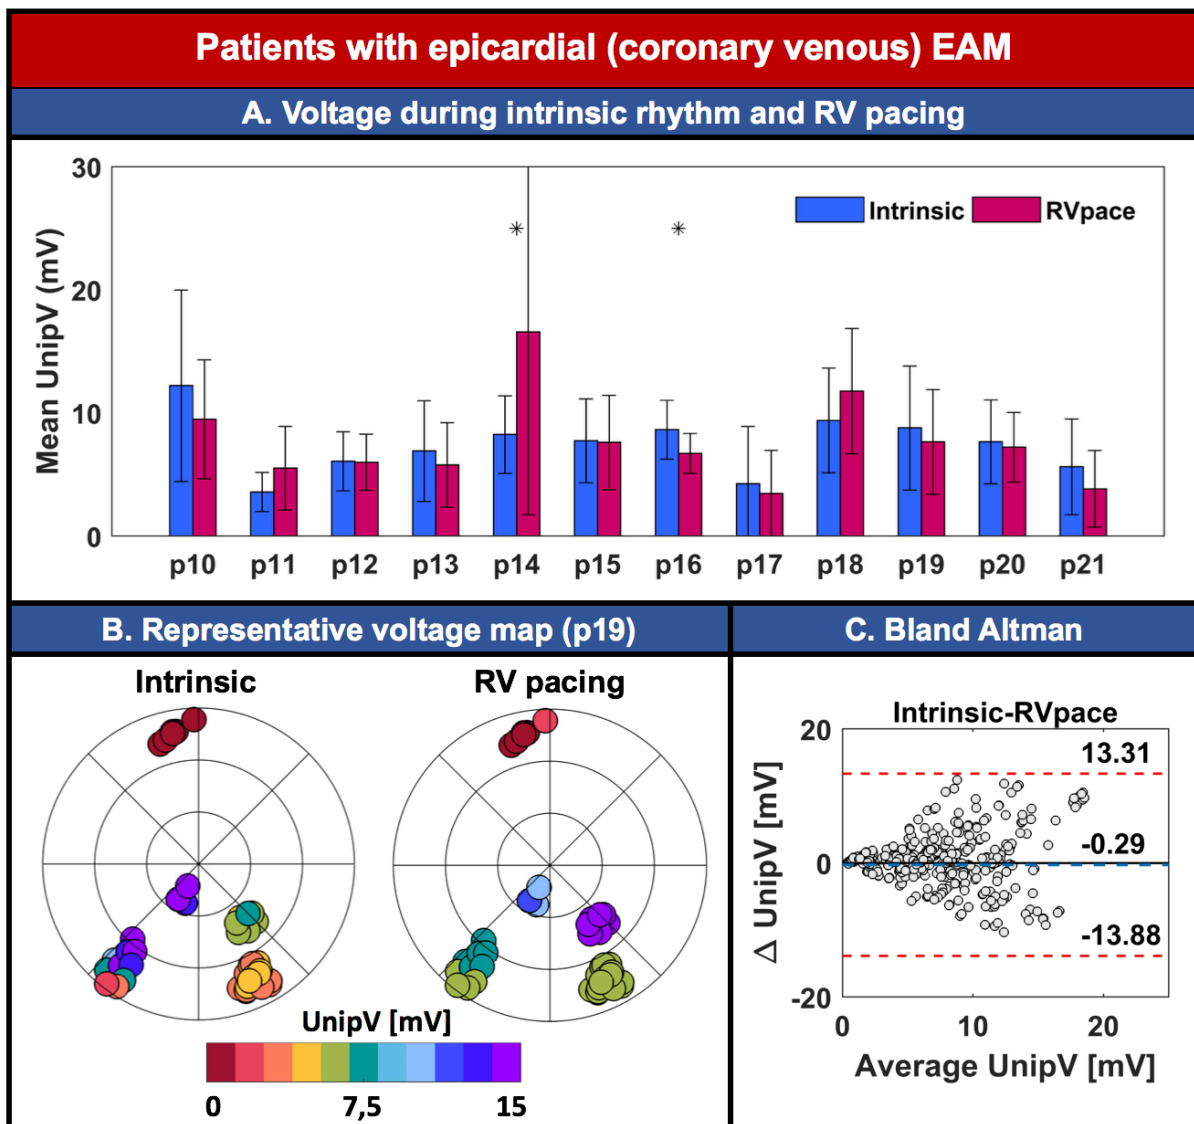 Patients with epicardial (coronary venous) EAM
A. Voltage during intrinsic rhythm and RV pacing
Mean UnipV (mV)
30
20
10
0
* *
Intrinsic RVpace
p10 p11 p12 p13 p14 p15 p16 p17 p18 p19 p20 p21
B. Representative voltage map (p19)
Intrinsic RV pacing
UnipV [mV]
0 7,5 15
C. Bland Altman
Intrinsic-RVpace
Δ UnipV [mV]
20
0
-20
13.31
-0.29
-13.88
0 10 20
Average UnipV [mV]